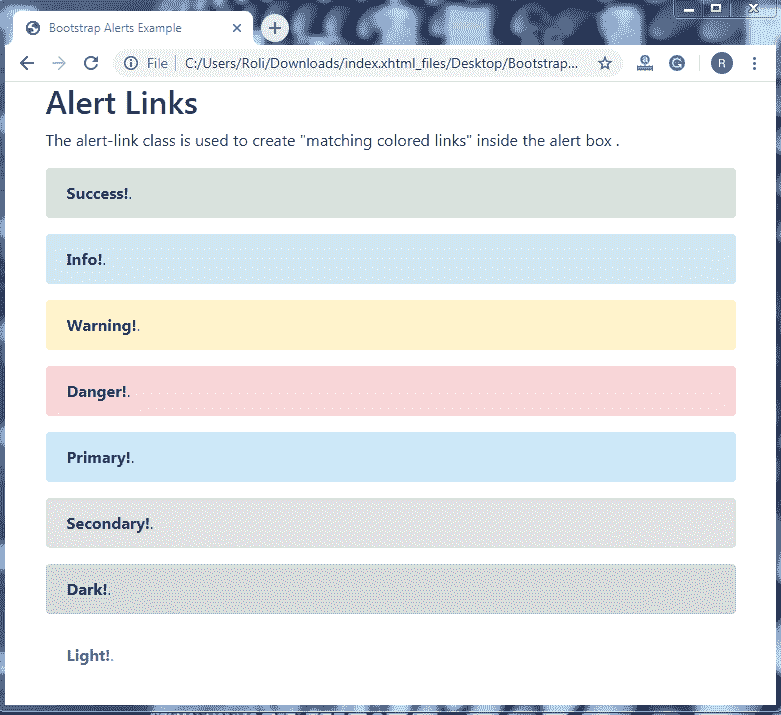 Bootstrap Alerts Example
File | C:/Users/Roli/Downloads/index.xhtml_files/Desktop/Bootstrap... R
Alert Links
The alert-link class is used to create "matching colored links" inside the alert box .
Success!.
Info!.
Warning!.
Danger!.
Primary!.
Secondary!.
Dark!.
Light!.